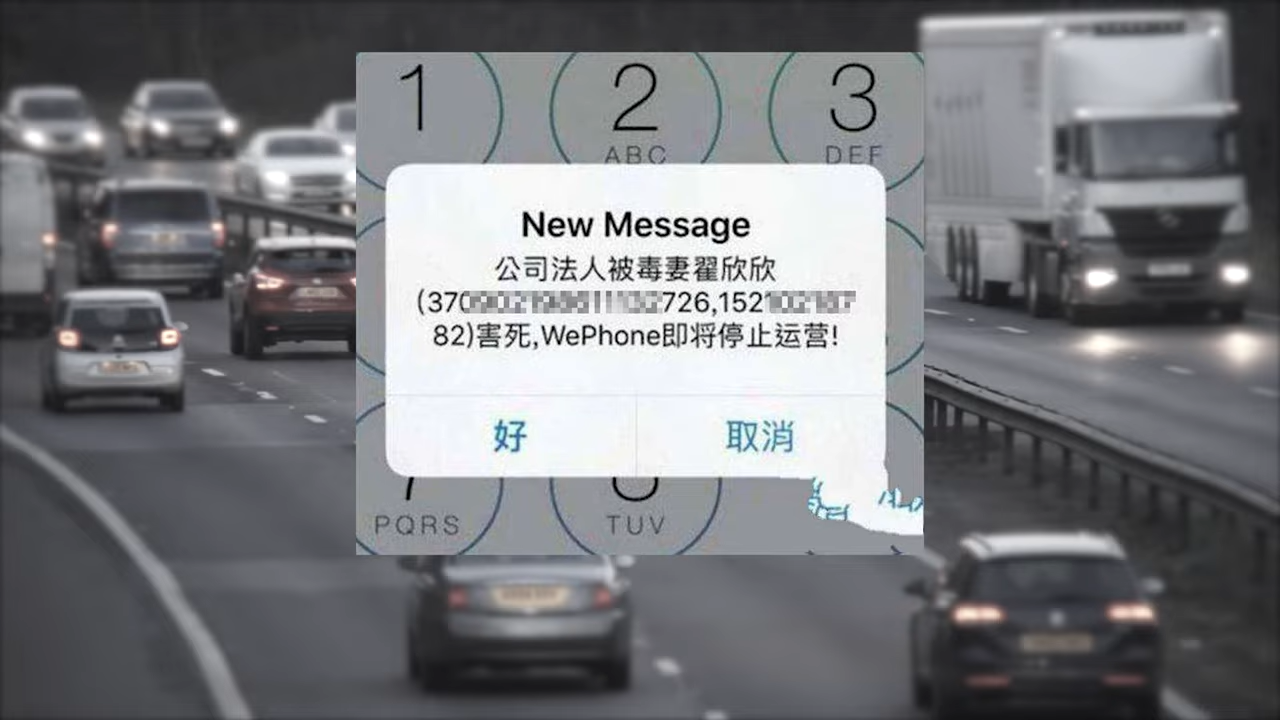 1 2 3
ABC DEF
New Message
公司法人被毒妻翟欣欣
(370 726,152
82)害死,WePhone即将停止运营!
好 取消
PQRS TUV